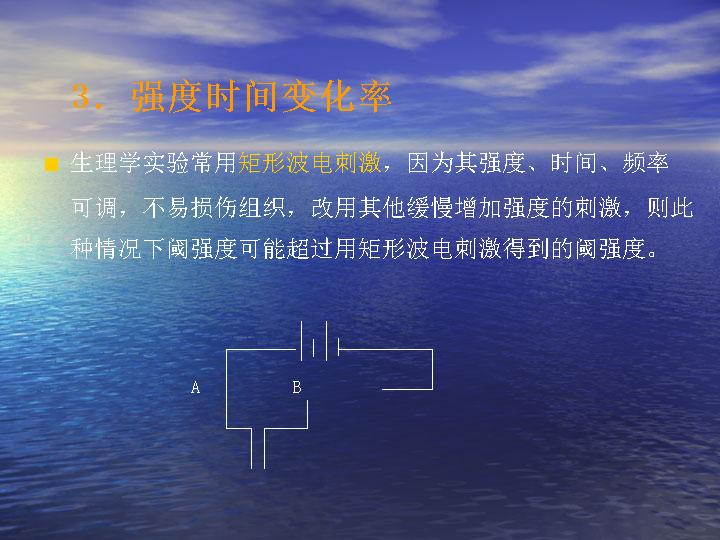 3. 强度时间变化率
生理学实验常用矩形波电刺激，因为其强度、时间、频率
可调，不易损伤组织，改用其他缓慢增加强度的刺激，则此
种情况下阈强度可能超过用矩形波电刺激得到的阈强度。
A B